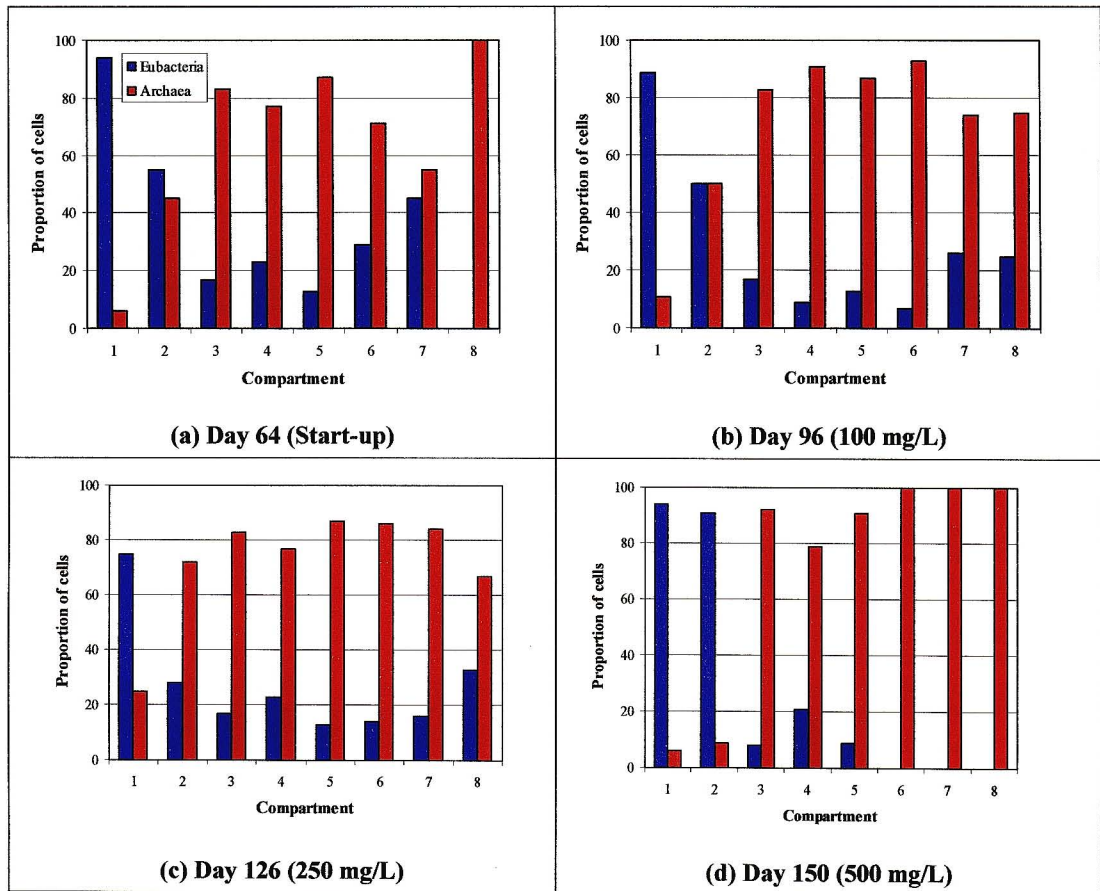 100
80
60
40
20
0
Proportion of cells
Eubacteria
Archaea
1 2 3 4 5 6 7 8
Compartment
(a) Day 64 (Start-up)
100
80
60
40
20
0
Proportion of cells
1 2 3 4 5 6 7 8
Compartment
(b) Day 96 (100 mg/L)
100
80
60
40
20
0
Proportion of cells
1 2 3 4 5 6 7 8
Compartment
(c) Day 126 (250 mg/L)
100
80
60
40
20
0
Proportion of cells
1 2 3 4 5 6 7 8
Compartment
(d) Day 150 (500 mg/L)